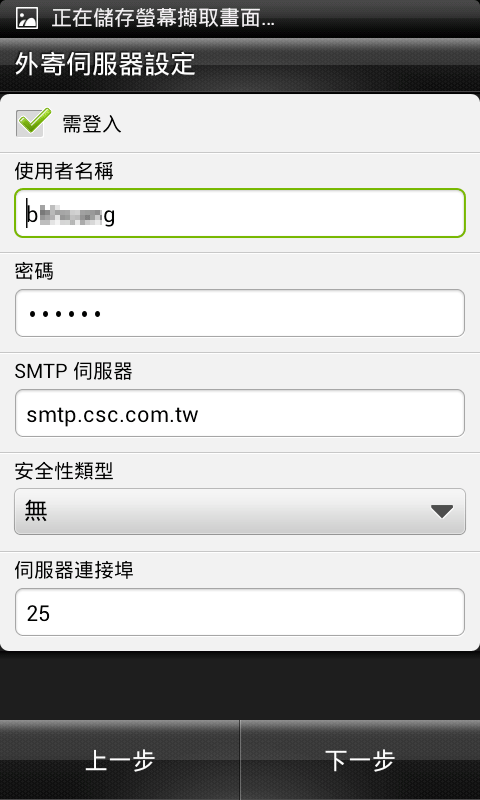 正在儲存螢幕擷取畫面...
外寄伺服器設定
需登入
使用者名稱
密碼
••••••
SMTP 伺服器
smtp.csc.com.tw
安全性類型
無
伺服器連接埠
25
上一步
下一步